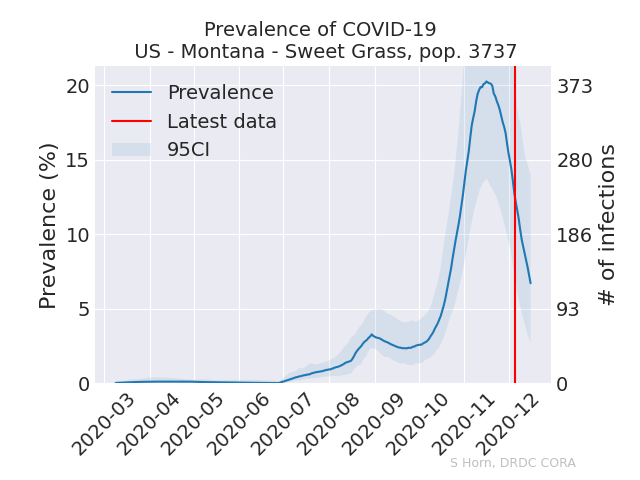 Prevalence of COVID-19
US - Montana - Sweet Grass, pop. 3737
Prevalence
Latest data
95CI
Prevalence (%)
20
15
10
5
0
373
280
186
93
0
# of infections
2020-03
2020-04
2020-05
2020-06
2020-07
2020-08
2020-09
2020-10
2020-11
2020-12
S Horn, DRDC CORA